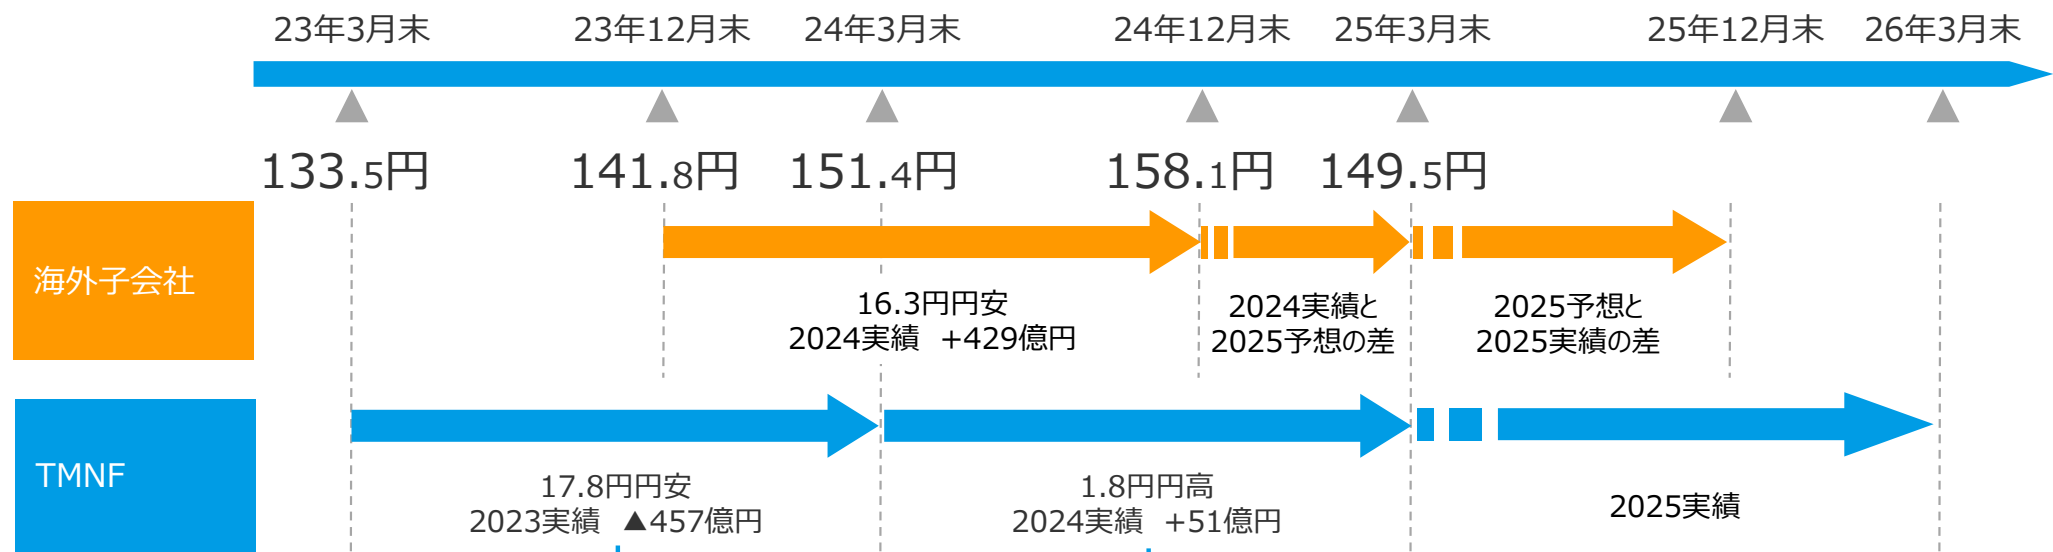 23年3月末 23年12月末 24年3月末 24年12月末 25年3月末 25年12月末 26年3月末
133.5円 141.8円 151.4円 158.1円 149.5円
海外子会社
16.3円円安
2024実績 +429億円
2024実績と
2025予想の差
2025予想と
2025実績の差
TMNF
17.8円円安
2023実績 ▲457億円
1.8円円高
2024実績 +51億円
2025実績